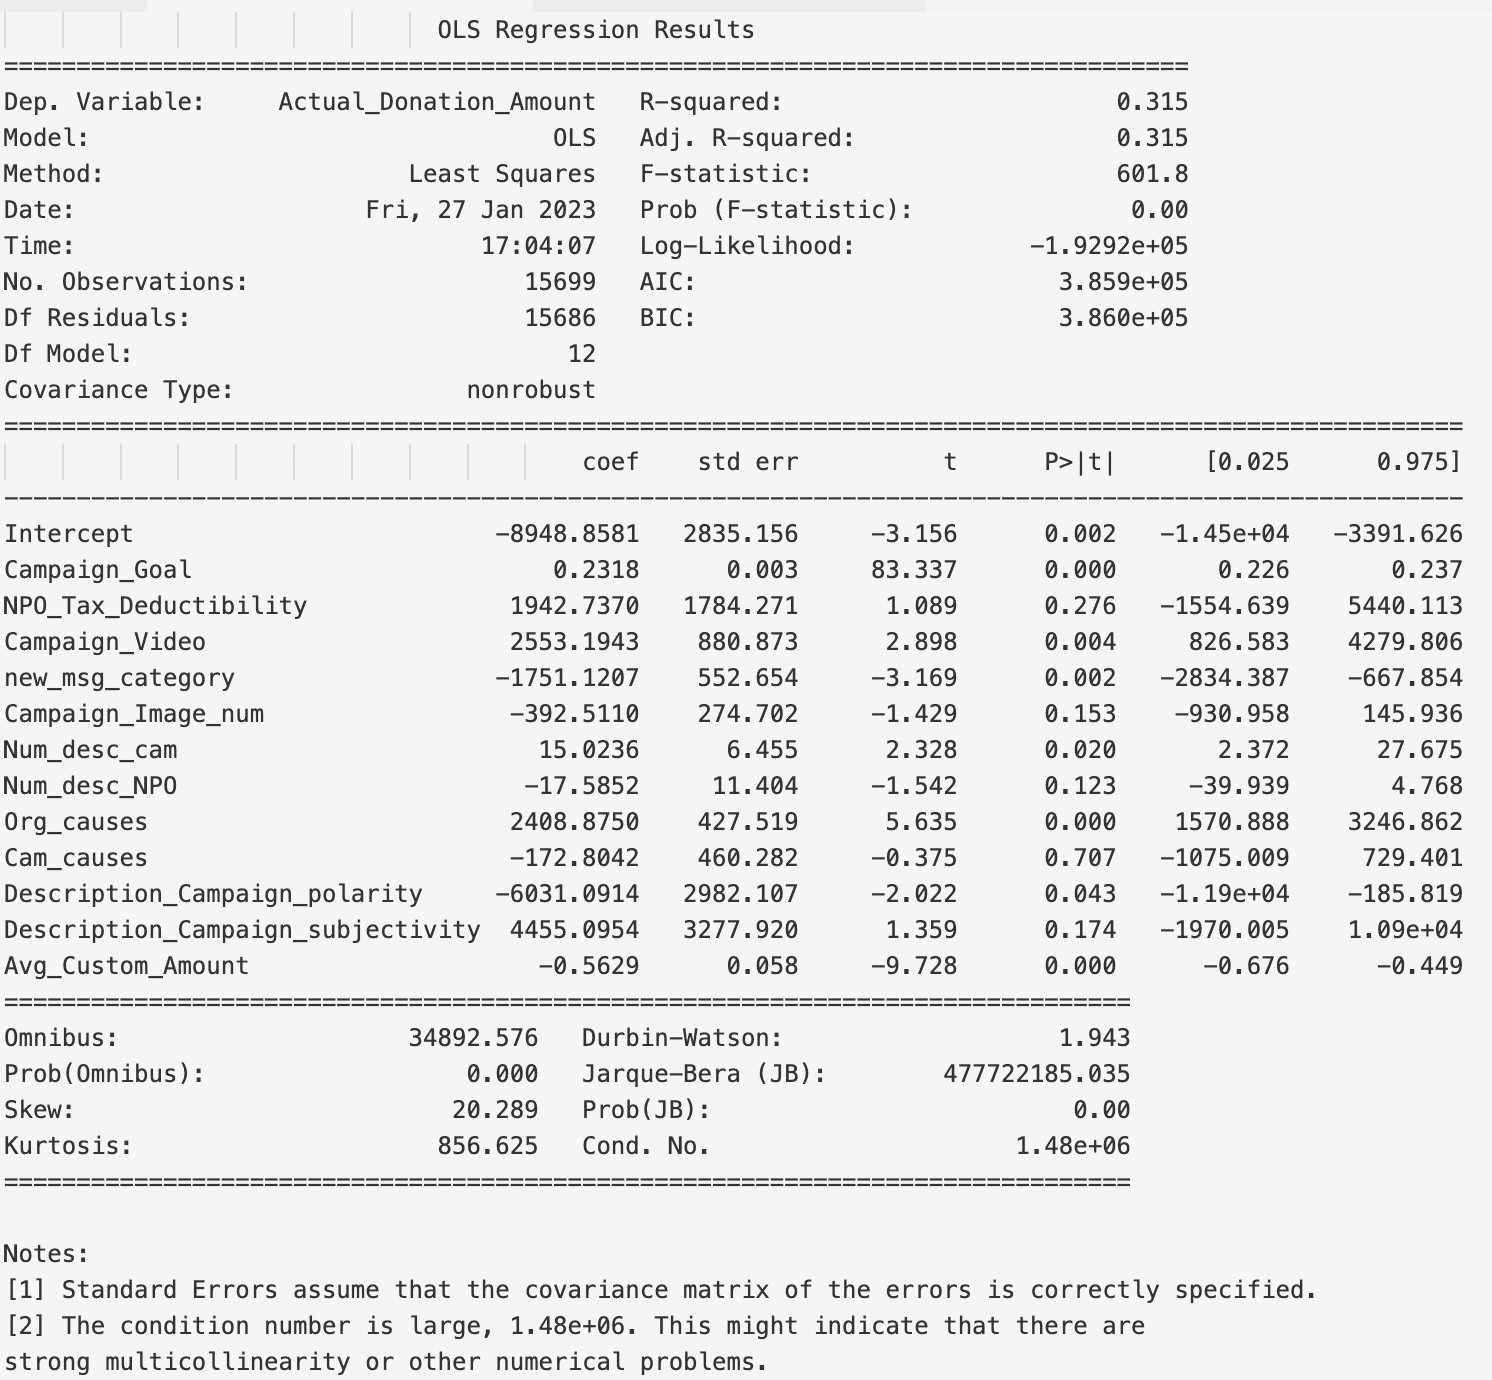 OLS Regression Results
==================================================================================
Dep. Variable: Actual_Donation_Amount R-squared: 0.315
Model: OLS Adj. R-squared: 0.315
Method: Least Squares F-statistic: 601.8
Date: Fri, 27 Jan 2023 Prob (F-statistic): 0.00
Time: 17:04:07 Log-Likelihood: -1.9292e+05
No. Observations: 15699 AIC: 3.859e+05
Df Residuals: 15686 BIC: 3.860e+05
Df Model: 12
Covariance Type: nonrobust
=====================================================================================================
coef std err t P>|t| [0.025 0.975]
-----------------------------------------------------------------------------------------------------
Intercept -8948.8581 2835.156 -3.156 0.002 -1.45e+04 -3391.626
Campaign_Goal 0.2318 0.003 83.337 0.000 0.226 0.237
NPO_Tax_Deductibility 1942.7370 1784.271 1.089 0.276 -1554.639 5440.113
Campaign_Video 2553.1943 880.873 2.898 0.004 826.583 4279.806
new_msg_category -1751.1207 552.654 -3.169 0.002 -2834.387 -667.854
Campaign_Image_num -392.5110 274.702 -1.429 0.153 -930.958 145.936
Num_desc_cam 15.0236 6.455 2.328 0.020 2.372 27.675
Num_desc_NPO -17.5852 11.404 -1.542 0.123 -39.939 4.768
Org_causes 2408.8750 427.519 5.635 0.000 1570.888 3246.862
Cam_causes -172.8042 460.282 -0.375 0.707 -1075.009 729.401
Description_Campaign_polarity -6031.0914 2982.107 -2.022 0.043 -1.19e+04 -185.819
Description_Campaign_subjectivity 4455.0954 3277.920 1.359 0.174 -1970.005 1.09e+04
Avg_Custom_Amount -0.5629 0.058 -9.728 0.000 -0.676 -0.449
==============================================================================
Omnibus: 34892.576 Durbin-Watson: 1.943
Prob(Omnibus): 0.000 Jarque-Bera (JB): 477722185.035
Skew: 20.289 Prob(JB): 0.00
Kurtosis: 856.625 Cond. No. 1.48e+06
==============================================================================
Notes:
[1] Standard Errors assume that the covariance matrix of the errors is correctly specified.
[2] The condition number is large, 1.48e+06. This might indicate that there are
strong multicollinearity or other numerical problems.